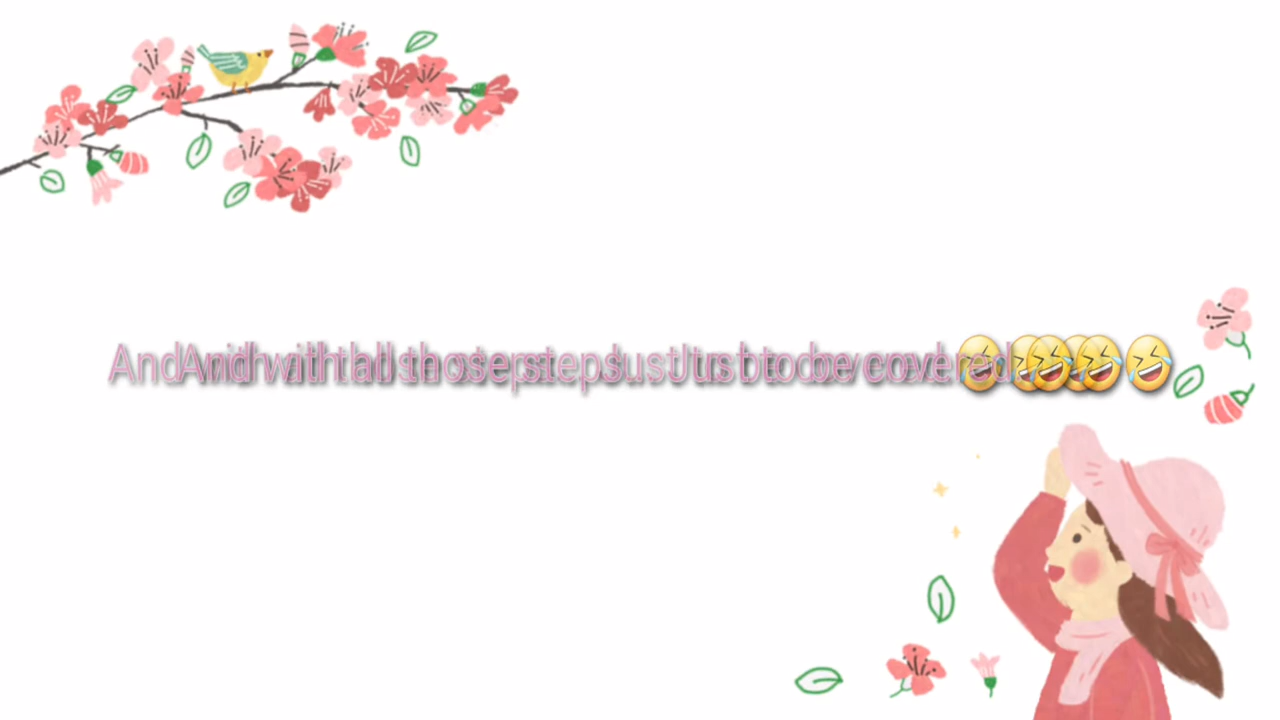 And with all those steps Just to be covered 🤣🤣🤣